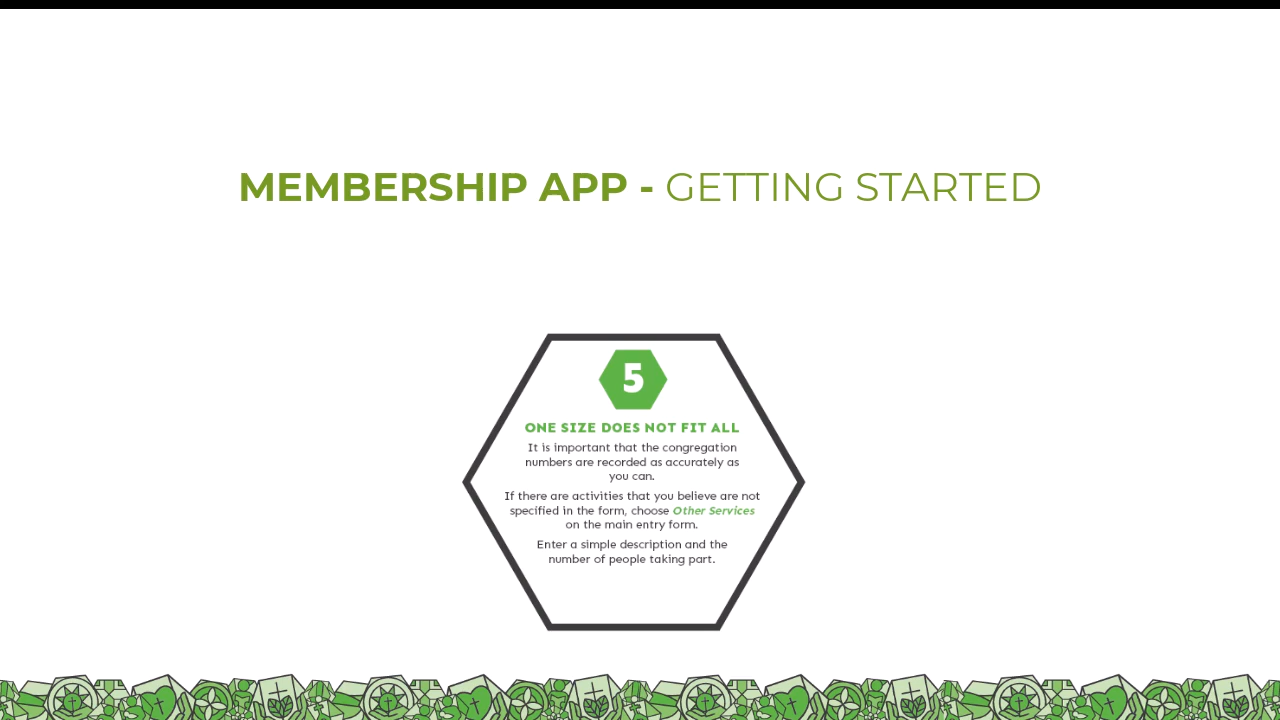 MEMBERSHIP APP - GETTING STARTED
5
ONE SIZE DOES NOT FIT ALL
It is important that the congregation
numbers are recorded as accurately as
you can.
If there are activities that you believe are not
specified in the form, choose Other Services
on the main entry form.
Enter a simple description and the
number of people taking part.